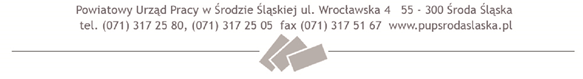 Powiatowy Urząd Pracy w Środzie Śląskiej ul. Wrocławska 4 55 - 300 Środa Śląska
tel. (071) 317 25 80, (071) 317 25 05 fax (071) 317 51 67 www.pupsrodaslaska.pl